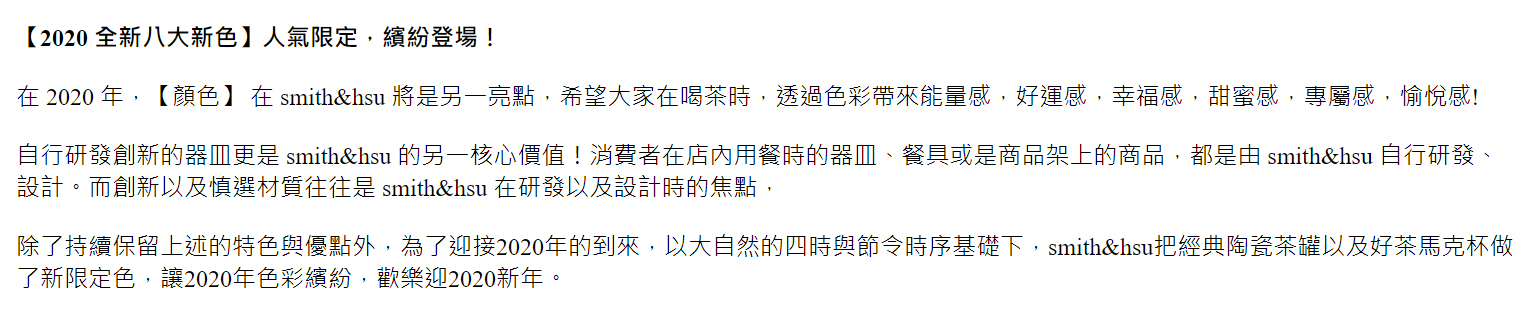 【2020 全新八大新色】人氣限定，繽紛登場！
在 2020 年，【顏色】 在 smith&hsu 將是另一亮點，希望大家在喝茶時，透過色彩帶來能量感，好運感，幸福感，甜蜜感，專屬感，愉悅感!
自行研發創新的器皿更是 smith&hsu 的另一核心價值！消費者在店內用餐時的器皿、餐具或是商品架上的商品，都是由 smith&hsu 自行研發、
設計。而創新以及慎選材質往往是 smith&hsu 在研發以及設計時的焦點，
除了持續保留上述的特色與優點外，為了迎接2020年的到來，以大自然的四時與節令時序基礎下，smith&hsu把經典陶瓷茶罐以及好茶馬克杯做
了新限定色，讓2020年色彩繽紛，歡樂迎2020新年。